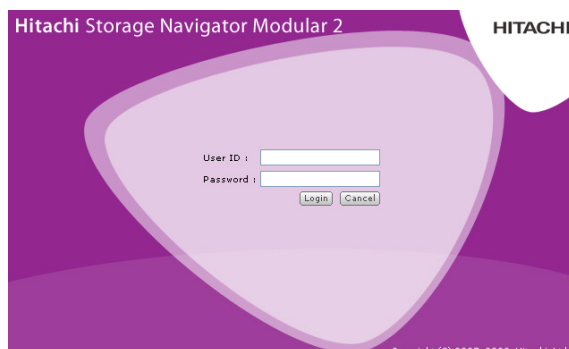 Hitachi Storage Navigator Modular 2
HITACHI
User ID :
Password :
Login Cancel